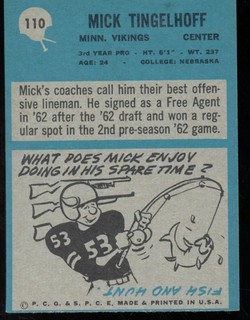 110
MICK TINGELHOFF
MINN. VIKINGS CENTER
3rd YEAR PRO - HT. 6'1" - WT. 237
AGE: 24 - COLLEGE: NEBRASKA
Mick's coaches call him their best offen-
sive lineman. He signed as a Free Agent
in '62 after the '62 draft and won a reg-
ular spot in the 2nd pre-season '62 game.
WHAT DOES MICK ENJOY
DOING IN HIS SPARE TIME?
53
53
FISH AND HUNT
© P. C. G. & S. P. C. E. MADE & PRINTED IN U.S.A.